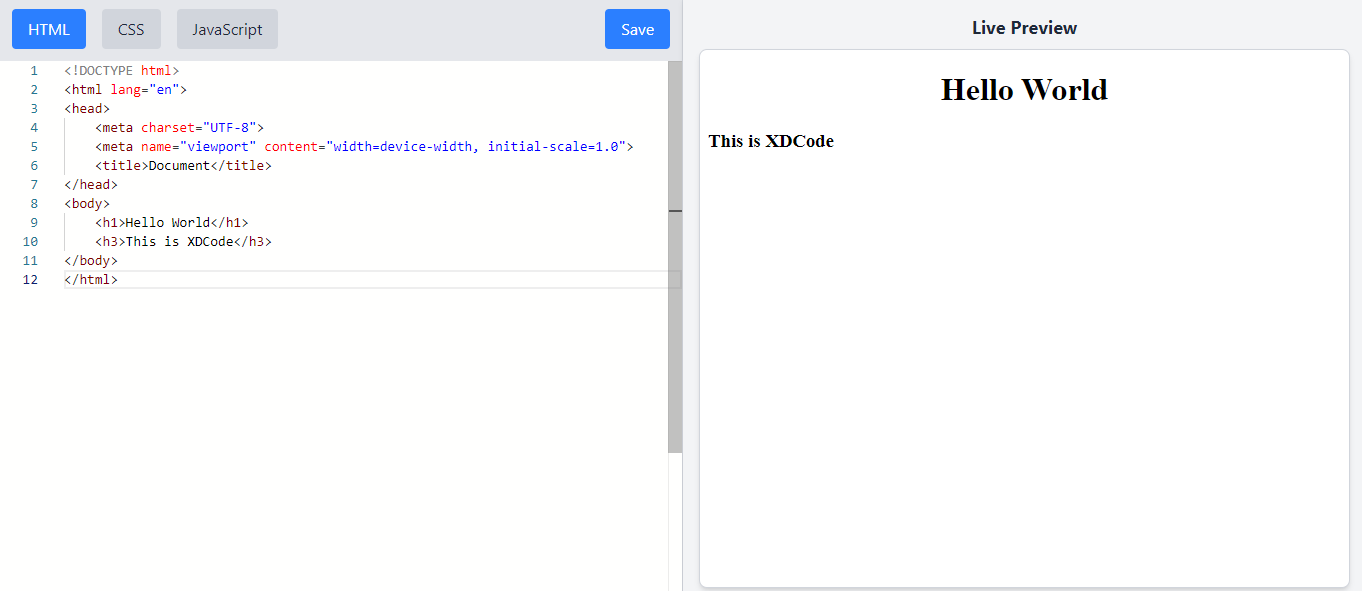 HTML CSS JavaScript Save
1 <!DOCTYPE html>
2 <html lang="en">
3 <head>
4     <meta charset="UTF-8">
5     <meta name="viewport" content="width=device-width, initial-scale=1.0">
6     <title>Document</title>
7 </head>
8 <body>
9     <h1>Hello World</h1>
10     <h3>This is XDCode</h3>
11 </body>
12 </html>
Live Preview
Hello World
This is XDCode